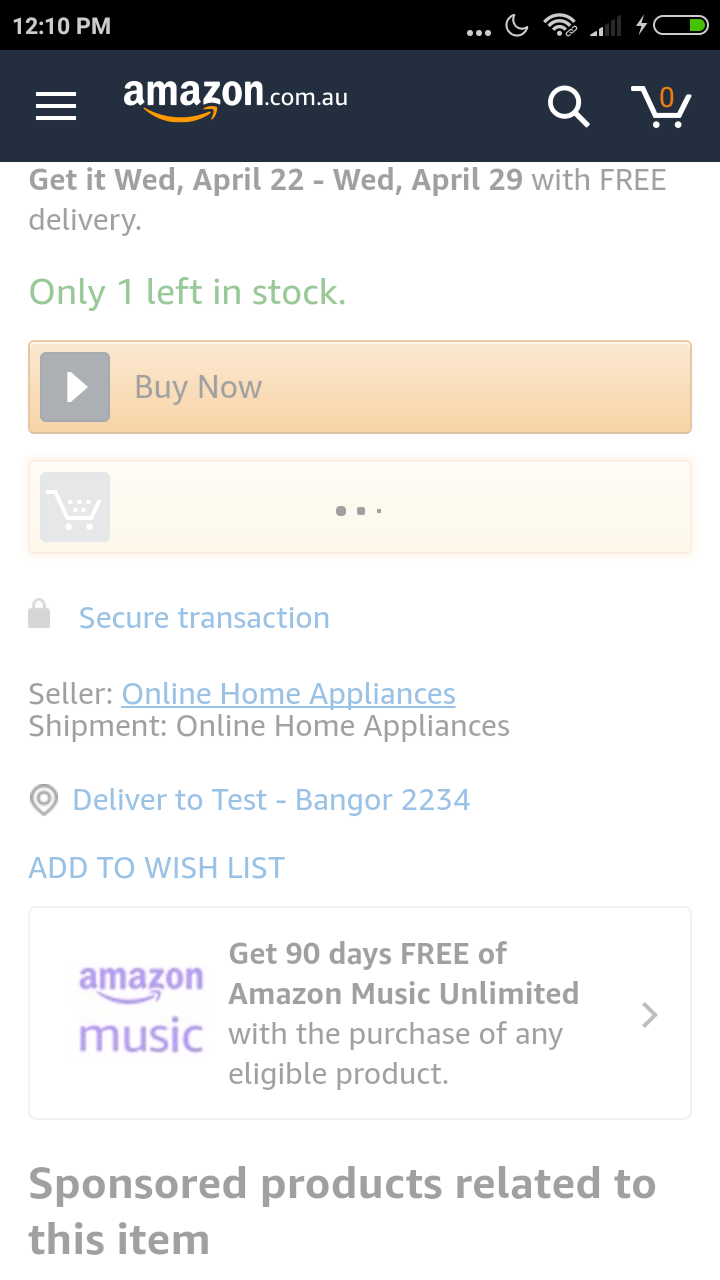 12:10 PM
amazon.com.au
0
Get it Wed, April 22 - Wed, April 29 with FREE
delivery.
Only 1 left in stock.
Buy Now
Secure transaction
Seller: Online Home Appliances
Shipment: Online Home Appliances
Deliver to Test - Bangor 2234
ADD TO WISH LIST
amazon
music
Get 90 days FREE of
Amazon Music Unlimited
with the purchase of any
eligible product.
Sponsored products related to
this item